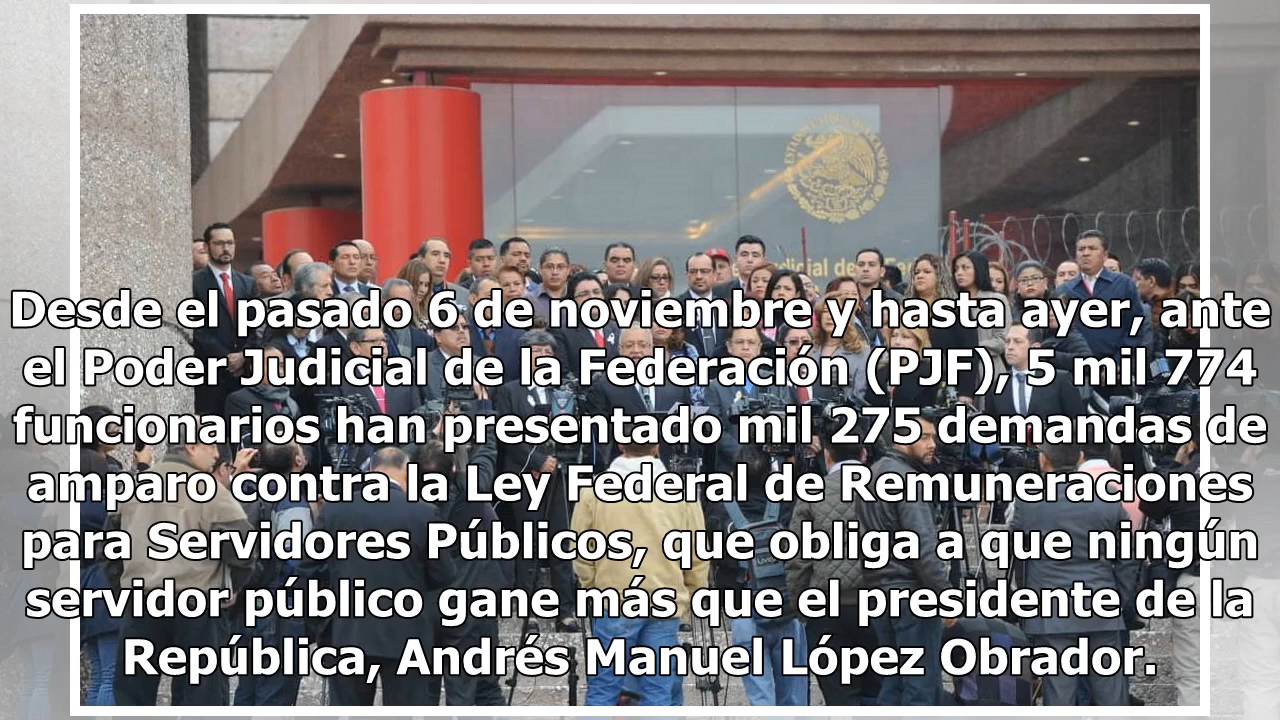 Desde el pasado 6 de noviembre y hasta ayer, ante
el Poder Judicial de la Federación (PJF), 5 mil 774
funcionarios han presentado mil 275 demandas de
amparo contra la Ley Federal de Remuneraciones
para Servidores Públicos, que obliga a que ningún
servidor público gane más que el presidente de la
República, Andrés Manuel López Obrador.